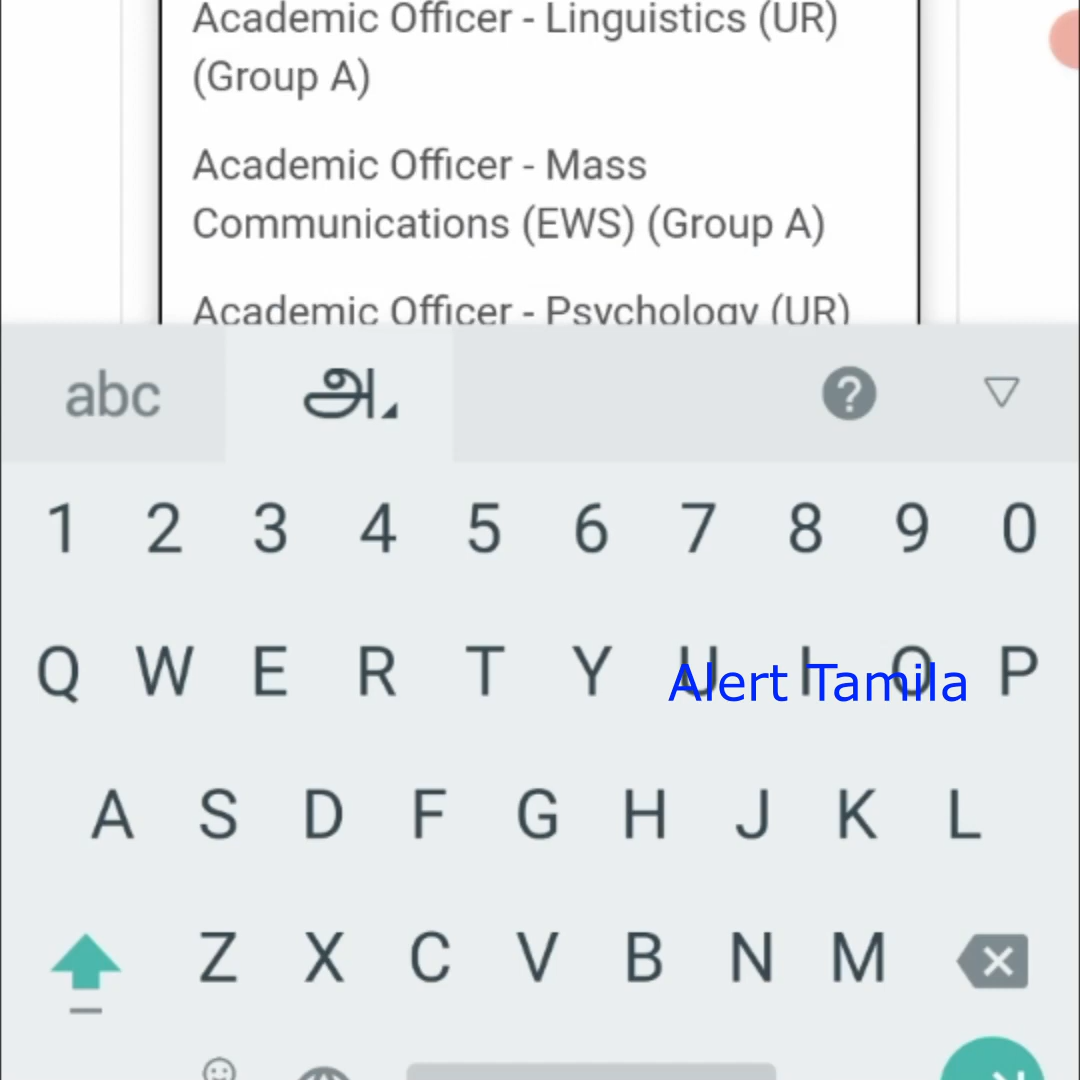 Academic Officer - Linguistics (UR)
(Group A)
Academic Officer - Mass
Communications (EWS) (Group A)
Academic Officer - Psychology (UR)
abc அ
1 2 3 4 5 6 7 8 9 0
Q W E R T Y U I O P
Alert Tamila
A S D F G H J K L
Z X C V B N M